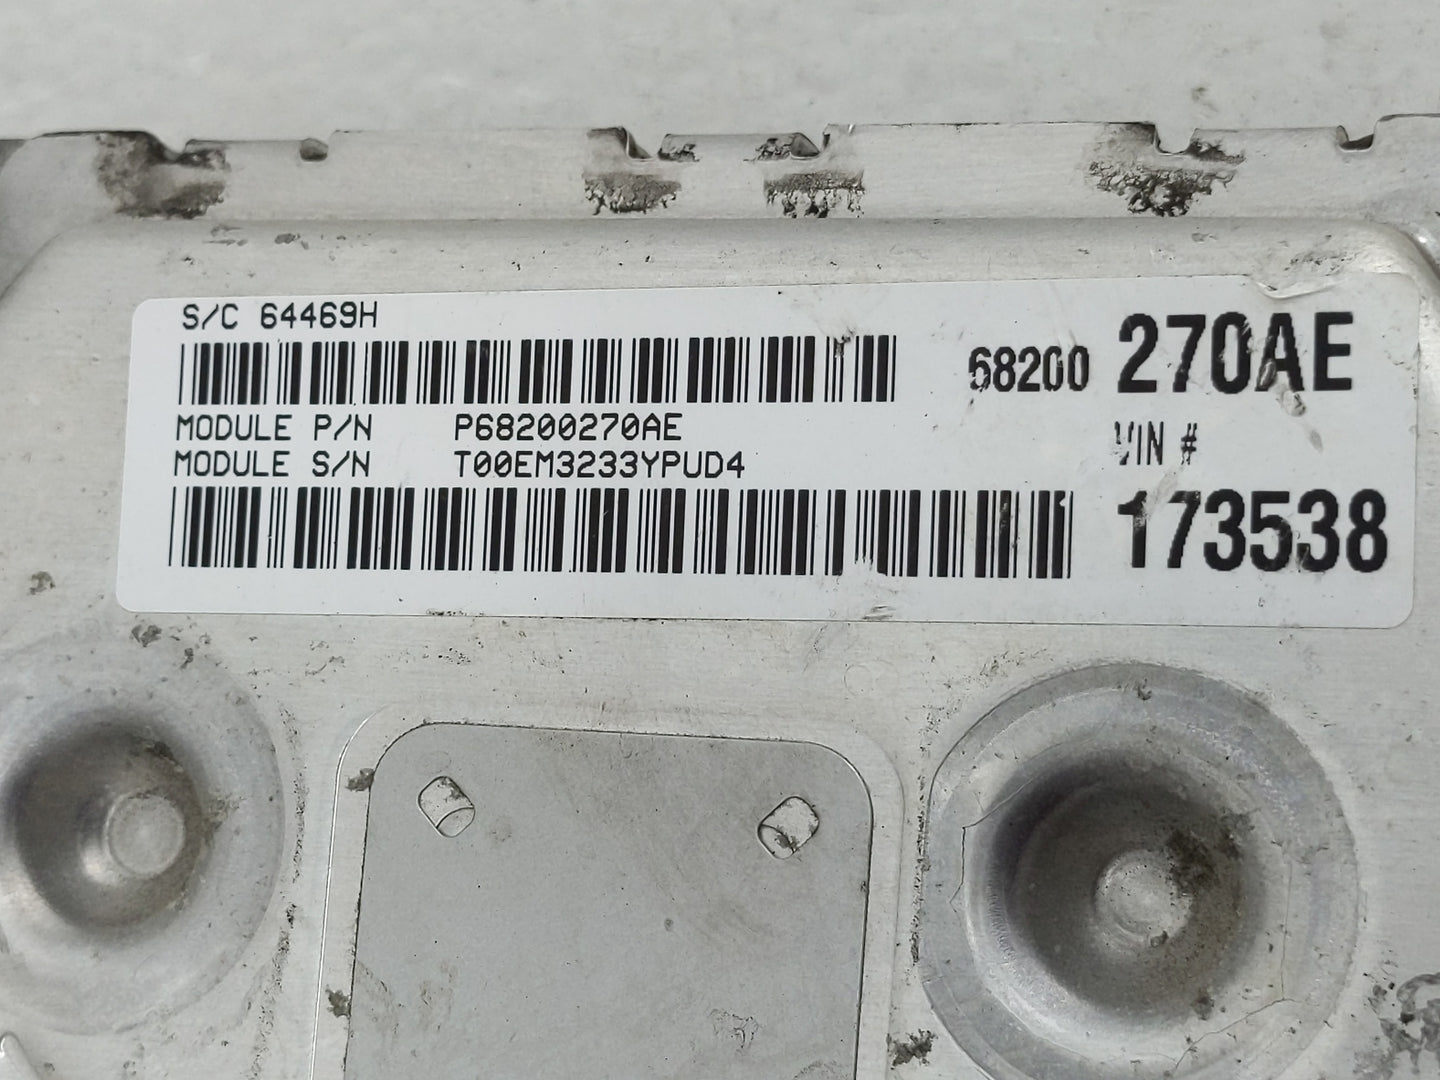 S/C 64469H
68200 270AE
MODULE P/N P68200270AE
VIN #
MODULE S/N T00EM3233YPUD4
173538